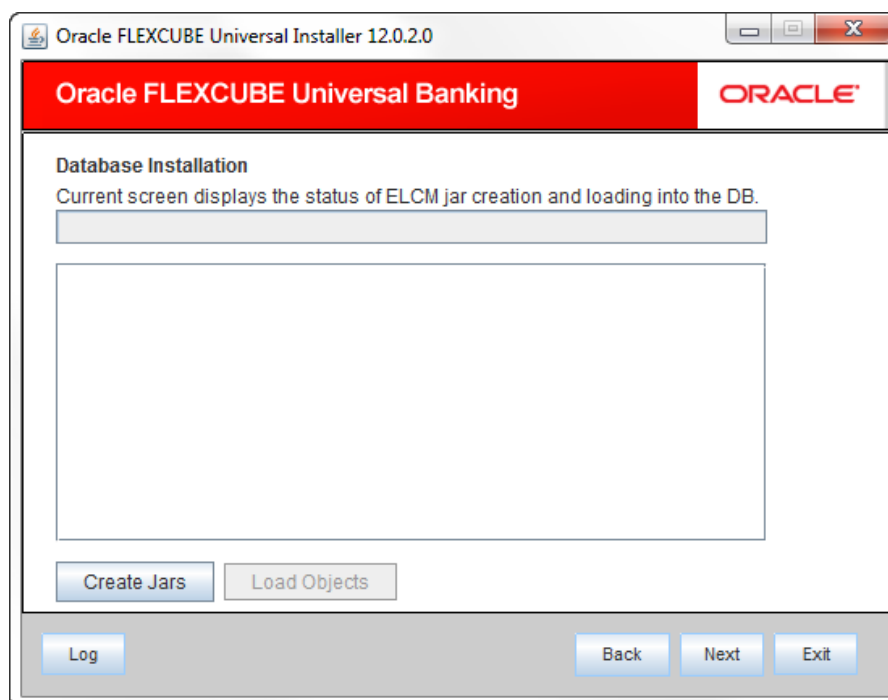 Oracle FLEXCUBE Universal Installer 12.0.2.0
Oracle FLEXCUBE Universal Banking
ORACLE
Database Installation
Current screen displays the status of ELCM jar creation and loading into the DB.
Create Jars
Load Objects
Log
Back
Next
Exit